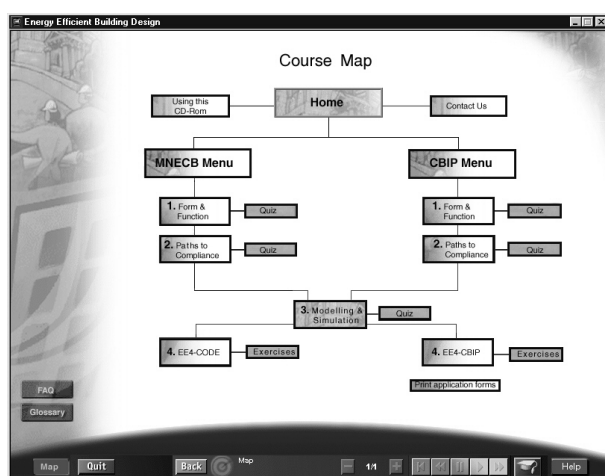 Energy Efficient Building Design
Course Map
Using this
CD-Rom
Home
Contact Us
MNECB Menu
CBIP Menu
1. Form &
Function
Quiz
1. Form &
Function
Quiz
2. Paths to
Compliance
Quiz
2. Paths to
Compliance
Quiz
3. Modelling &
Simulation
Quiz
4. EE4-CODE
Exercises
4. EE4-CBIP
Exercises
Print application forms
FAQ
Glossary
Map
Quit
Back
Map
1/1
Help